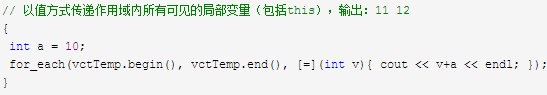 // 以值方式传递作用域内所有可见的局部变量（包括this），输出：11 12
{
int a = 10;
for_each(vctTemp.begin(), vctTemp.end(), [=](int v){ cout << v+a << endl; });
}